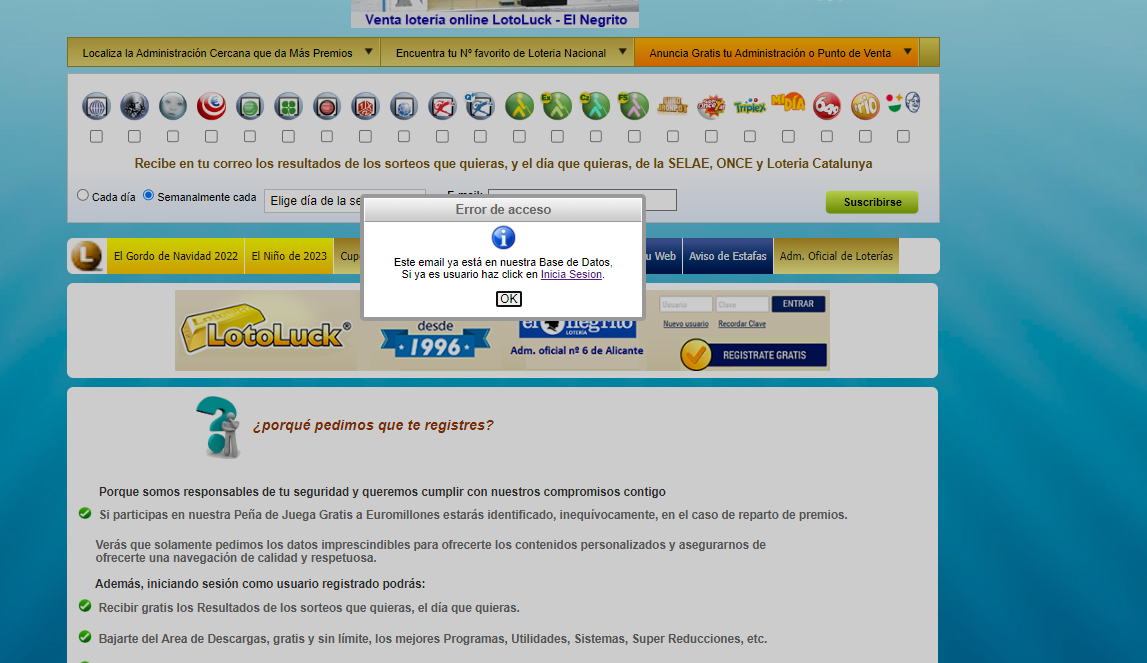 Venta loteria online LotoLuck - El Negrito
Localiza la Administración Cercana que da Más Premios
Encuentra tu Nº favorito de Loteria Nacional
Anuncia Gratis tu Administración o Punto de Venta
Triplex
MI DÍA
TRIO
Recibe en tu correo los resultados de los sorteos que quieras, y el día que quieras, de la SELAE, ONCE y Loteria Catalunya
Cada día
Semanalmente cada
Elige día de la se
E-mail:
Suscribirse
Error de acceso
Este email ya está en nuestra Base de Datos,
Si ya es usuario haz click en Inicia Sesion.
OK
L
El Gordo de Navidad 2022
El Niño de 2023
Cup
u Web
Aviso de Estafas
Adm. Oficial de Loterías
LotoLuck®
desde
1996
el negrito
LOTERÍA
Adm. oficial nº 6 de Alicante
Usuario
Clave
ENTRAR
Nuevo usuario
Recordar Clave
REGISTRATE GRATIS
¿porqué pedimos que te registres?
Porque somos responsables de tu seguridad y queremos cumplir con nuestros compromisos contigo
Si participas en nuestra Peña de Juega Gratis a Euromillones estarás identificado, inequívocamente, en el caso de reparto de premios.
Verás que solamente pedimos los datos imprescindibles para ofrecerte los contenidos personalizados y asegurarnos de
ofrecerte una navegación de calidad y respetuosa.
Además, iniciando sesión como usuario registrado podrás:
Recibir gratis los Resultados de los sorteos que quieras, el día que quieras.
Bajarte del Area de Descargas, gratis y sin límite, los mejores Programas, Utilidades, Sistemas, Super Reducciones, etc.